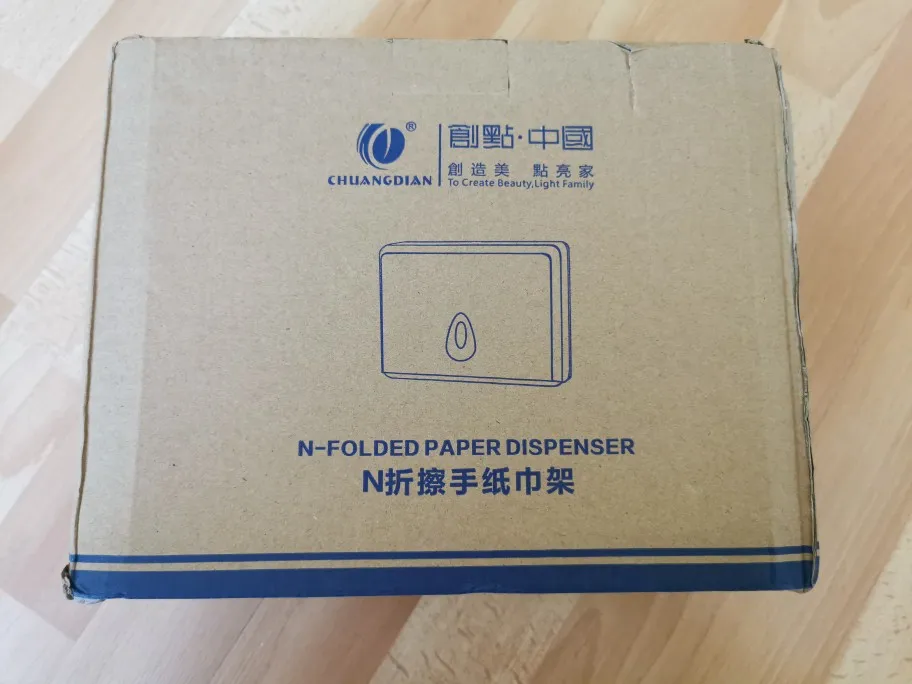 ®
CHUANGDIAN
創點·中國
創造美 點亮家
To Create Beauty,Light Family
N-FOLDED PAPER DISPENSER
N折擦手纸巾架